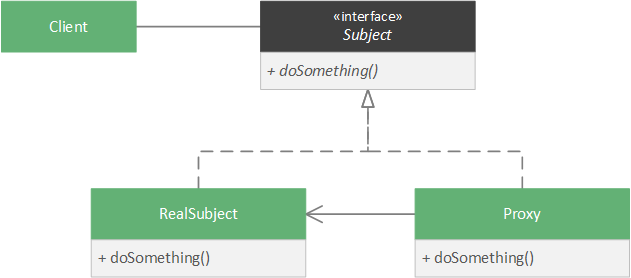 Client
«interface»
Subject
+ doSomething()
RealSubject
+ doSomething()
Proxy
+ doSomething()